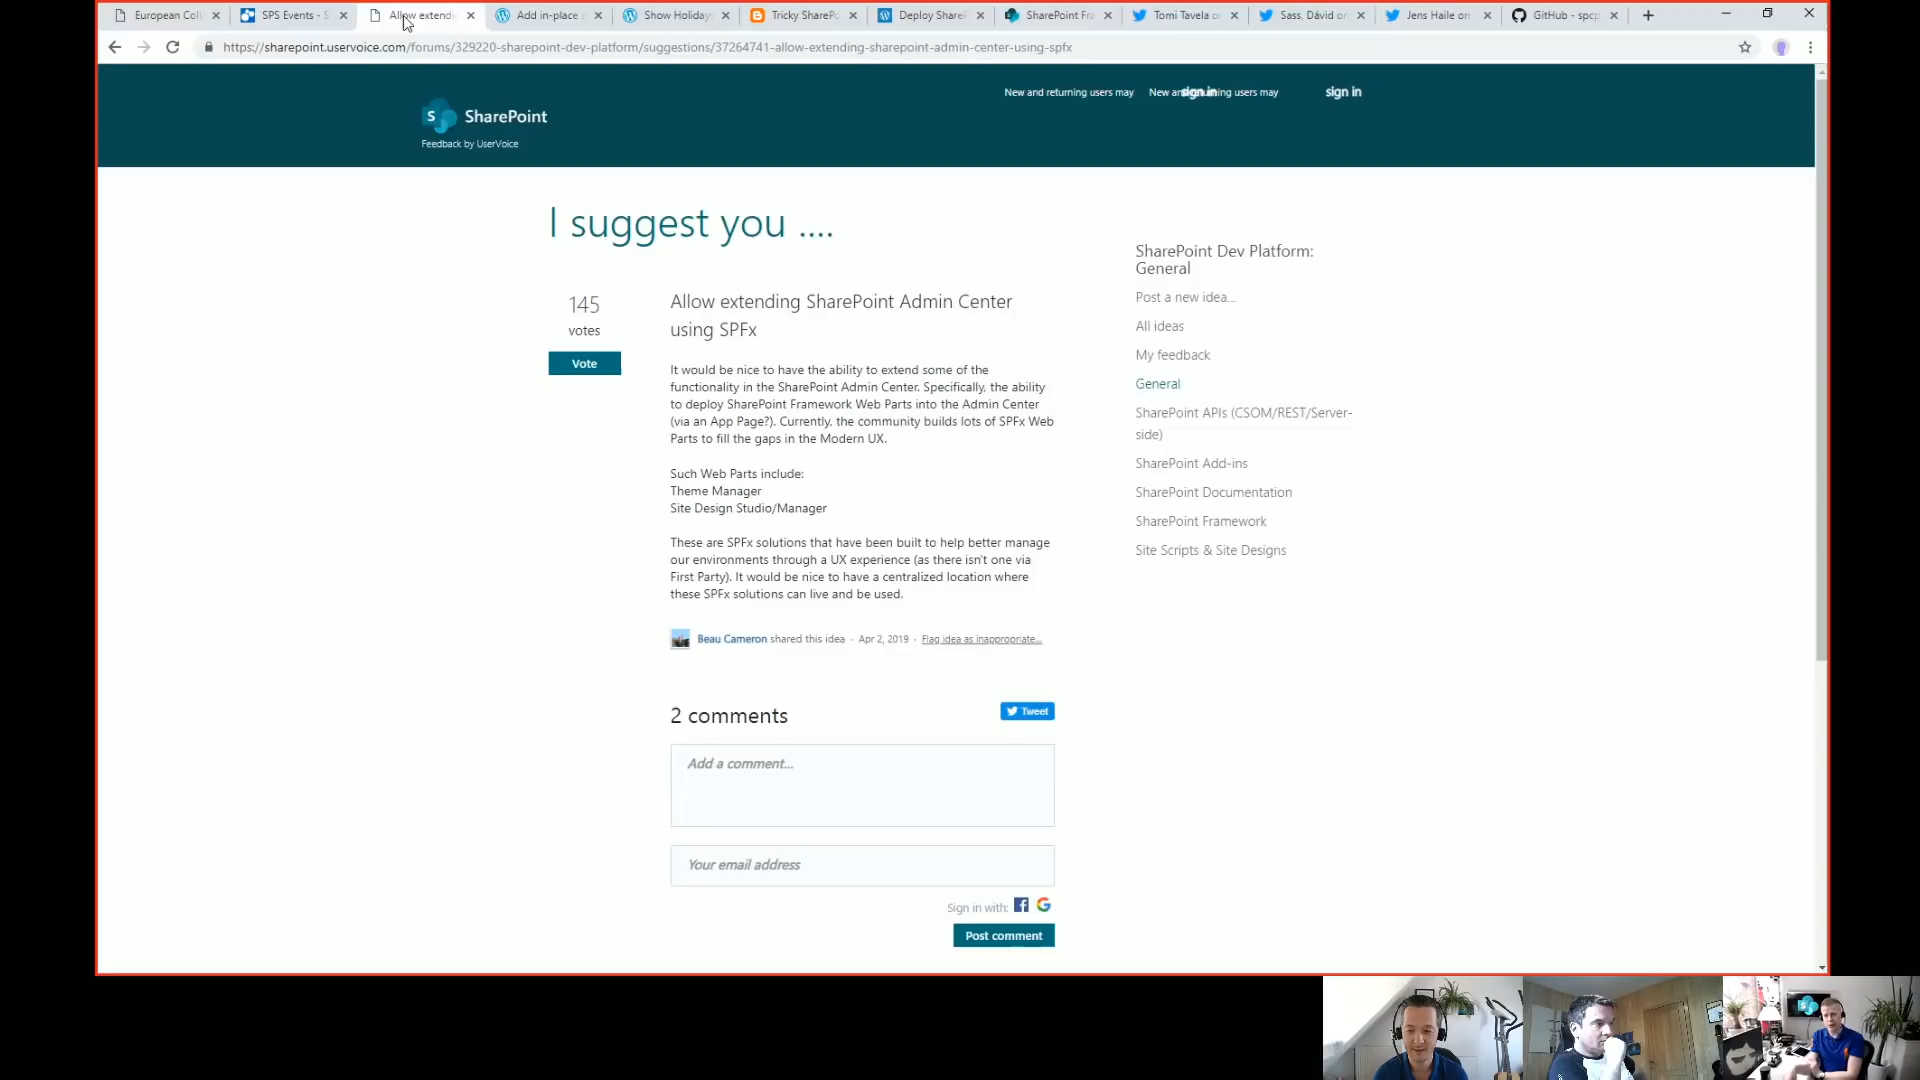 European Coll
SPS Events - S
Allow extendi
Add in-place
Show Holiday
Tricky SharePo
Deploy ShareP
SharePoint Fra
Tomi Tavela o
Sass, Dávid on
Jens Haile on
GitHub - spcp
https://sharepoint.uservoice.com/forums/329220-sharepoint-dev-platform/suggestions/37264741-allow-extending-sharepoint-admin-center-using-spfx
New and returning users may
sign in
S SharePoint
Feedback by UserVoice
I suggest you ....
145
votes
Vote
Allow extending SharePoint Admin Center
using SPFx
It would be nice to have the ability to extend some of the
functionality in the SharePoint Admin Center. Specifically, the ability
to deploy SharePoint Framework Web Parts into the Admin Center
(via an App Page?). Currently, the community builds lots of SPFx Web
Parts to fill the gaps in the Modern UX.
Such Web Parts include:
Theme Manager
Site Design Studio/Manager
These are SPFx solutions that have been built to help better manage
our environments through a UX experience (as there isn't one via
First Party). It would be nice to have a centralized location where
these SPFx solutions can live and be used.
Beau Cameron shared this idea · Apr 2, 2019 · Flag idea as inappropriate...
2 comments
Tweet
Add a comment...
Your email address
Sign in with:
Post comment
SharePoint Dev Platform:
General
Post a new idea...
All ideas
My feedback
General
SharePoint APIs (CSOM/REST/Server-
side)
SharePoint Add-ins
SharePoint Documentation
SharePoint Framework
Site Scripts & Site Designs